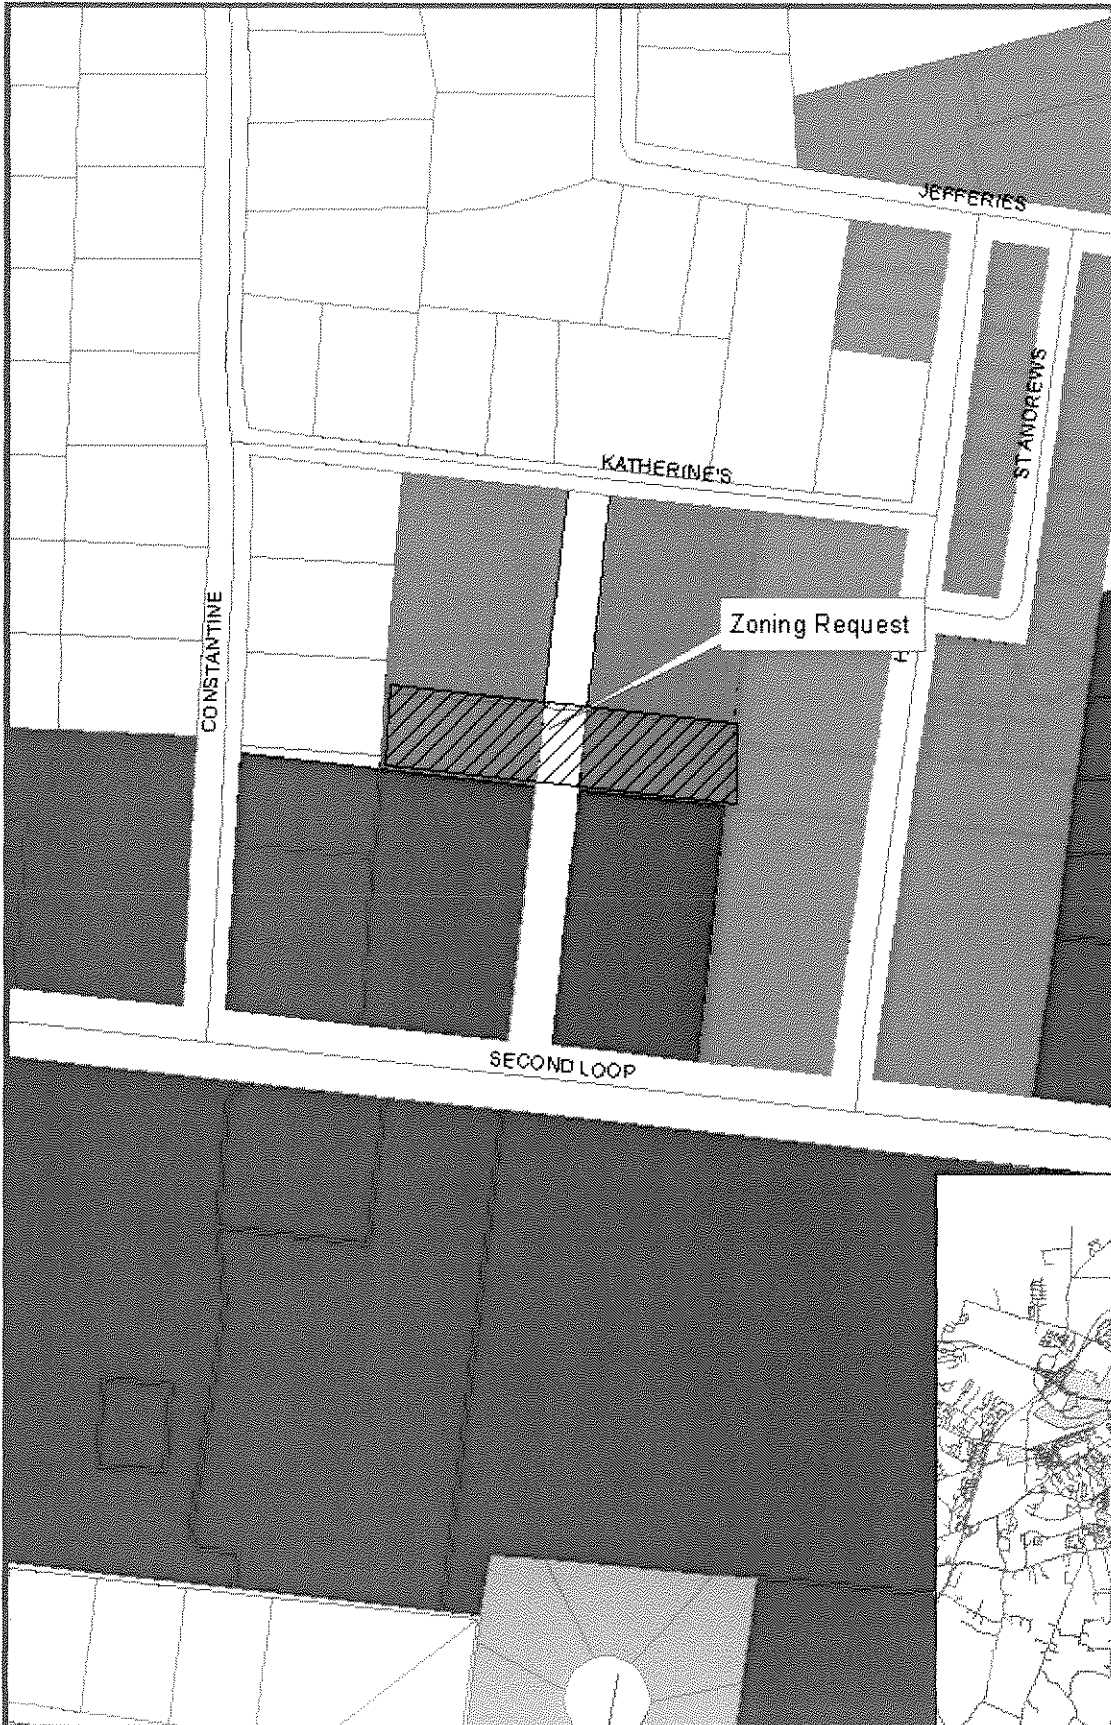 JEFFERIES
ST ANDREWS
KATHERINE'S
CONSTANTINE
Zoning Request
SECOND LOOP